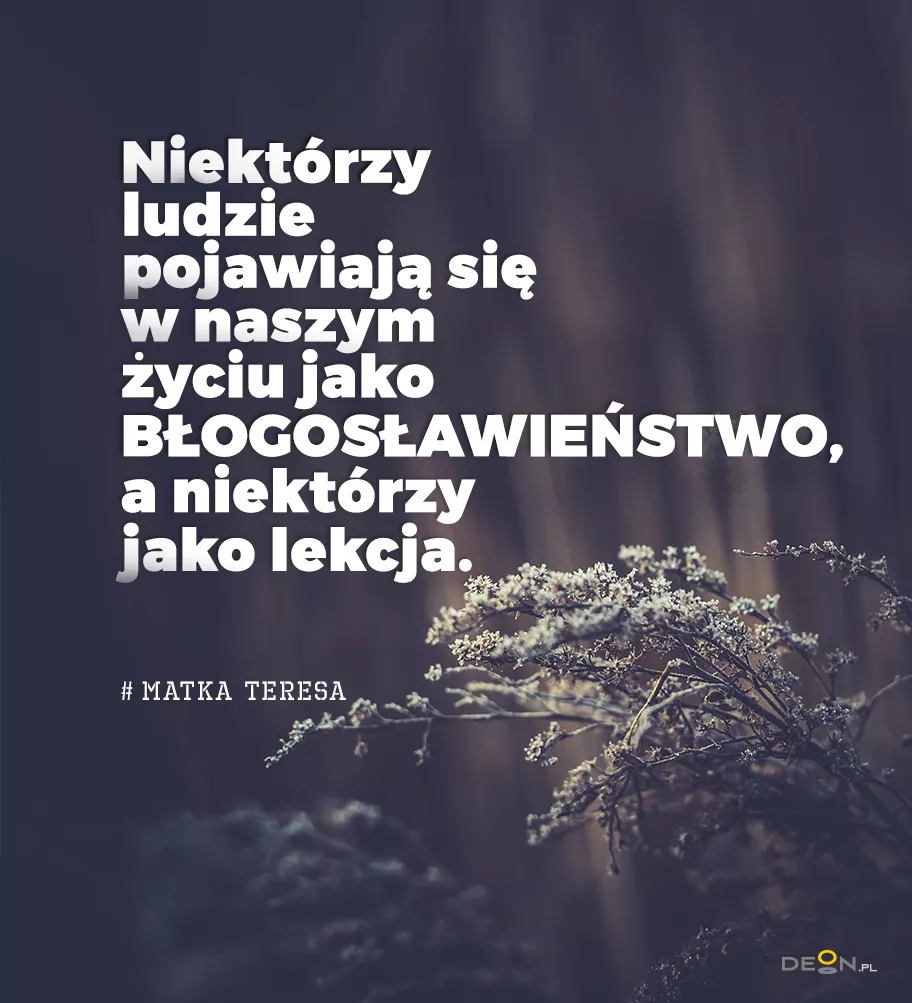 Niektórzy
ludzie
pojawiają się
w naszym
życiu jako
BŁOGOSŁAWIEŃSTWO,
a niektórzy
jako lekcja.
# MATKA TERESA
DEON.PL